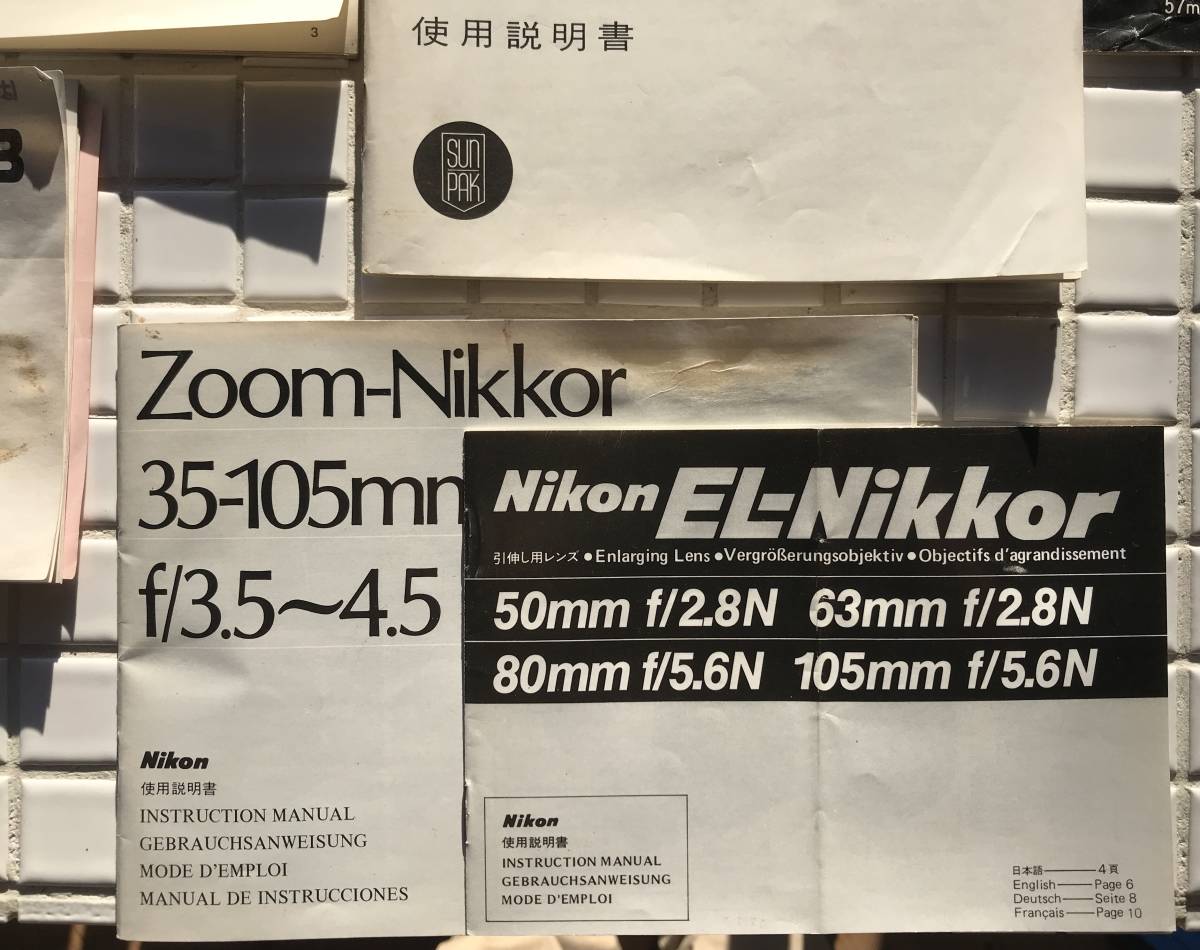 3
57m
使用説明書
SUN
PAK
は
3
Zoom-Nikkor
35-105mm
f/3.5~4.5
Nikon
使用説明書
INSTRUCTION MANUAL
GEBRAUCHSANWEISUNG
MODE D'EMPLOI
MANUAL DE INSTRUCCIONES
Nikon EL-Nikkor
引伸し用レンズ ●Enlarging Lens ●Vergrößerungsobjektiv ●Objectifs d'agrandissement
50mm f/2.8N 63mm f/2.8N
80mm f/5.6N 105mm f/5.6N
Nikon
使用説明書
INSTRUCTION MANUAL
GEBRAUCHSANWEISUNG
MODE D'EMPLOI
日本語——4頁
English——Page 6
Deutsch——Seite 8
Français——Page 10